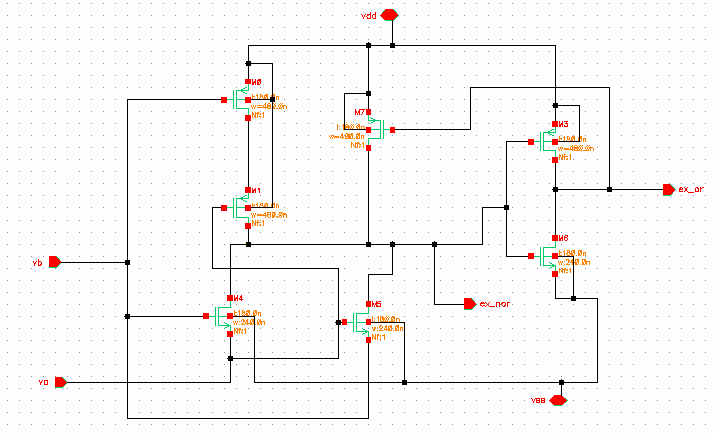 vdd
M0
l:180.0n
w=480.0n
Nf:1
M7
l:180.0n
w=480.0n
Nf:1
M3
l:180.0n
w=480.0n
Nf:1
M1
l:180.0n
w=480.0n
Nf:1
ex_or
M6
l:180.0n
w:240.0n
Nf:1
vb
M4
l:180.0n
w:240.0n
Nf:1
M5
l:180.0n
w:240.0n
Nf:1
ex_nor
va
vss